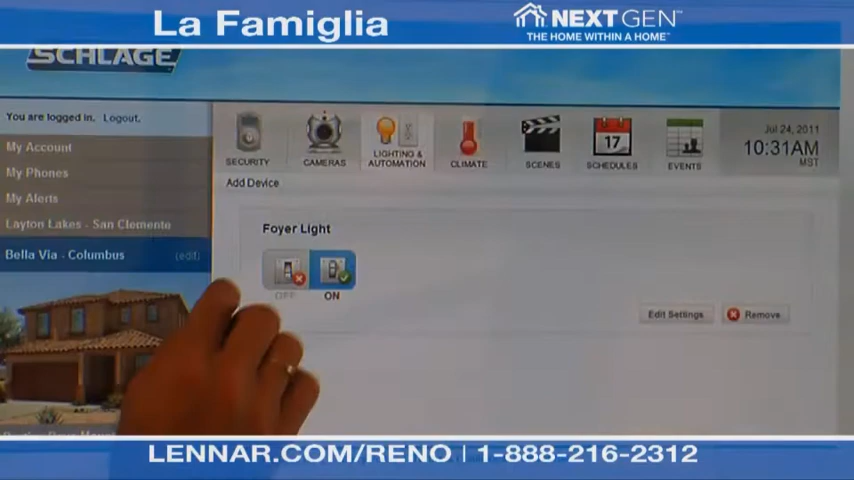 La Famiglia
NEXTGEN™
THE HOME WITHIN A HOME™
SCHLAGE
You are logged in. Logout.
My Account
My Phones
My Alerts
Layton Lakes - San Clemente
Bella Via - Columbus (edit)
SECURITY
CAMERAS
LIGHTING &
AUTOMATION
CLIMATE
SCENES
17
SCHEDULES
EVENTS
Jul 24, 2011
10:31AM
MST
Add Device
Foyer Light
OFF
ON
Edit Settings
Remove
LENNAR.COM/RENO | 1-888-216-2312